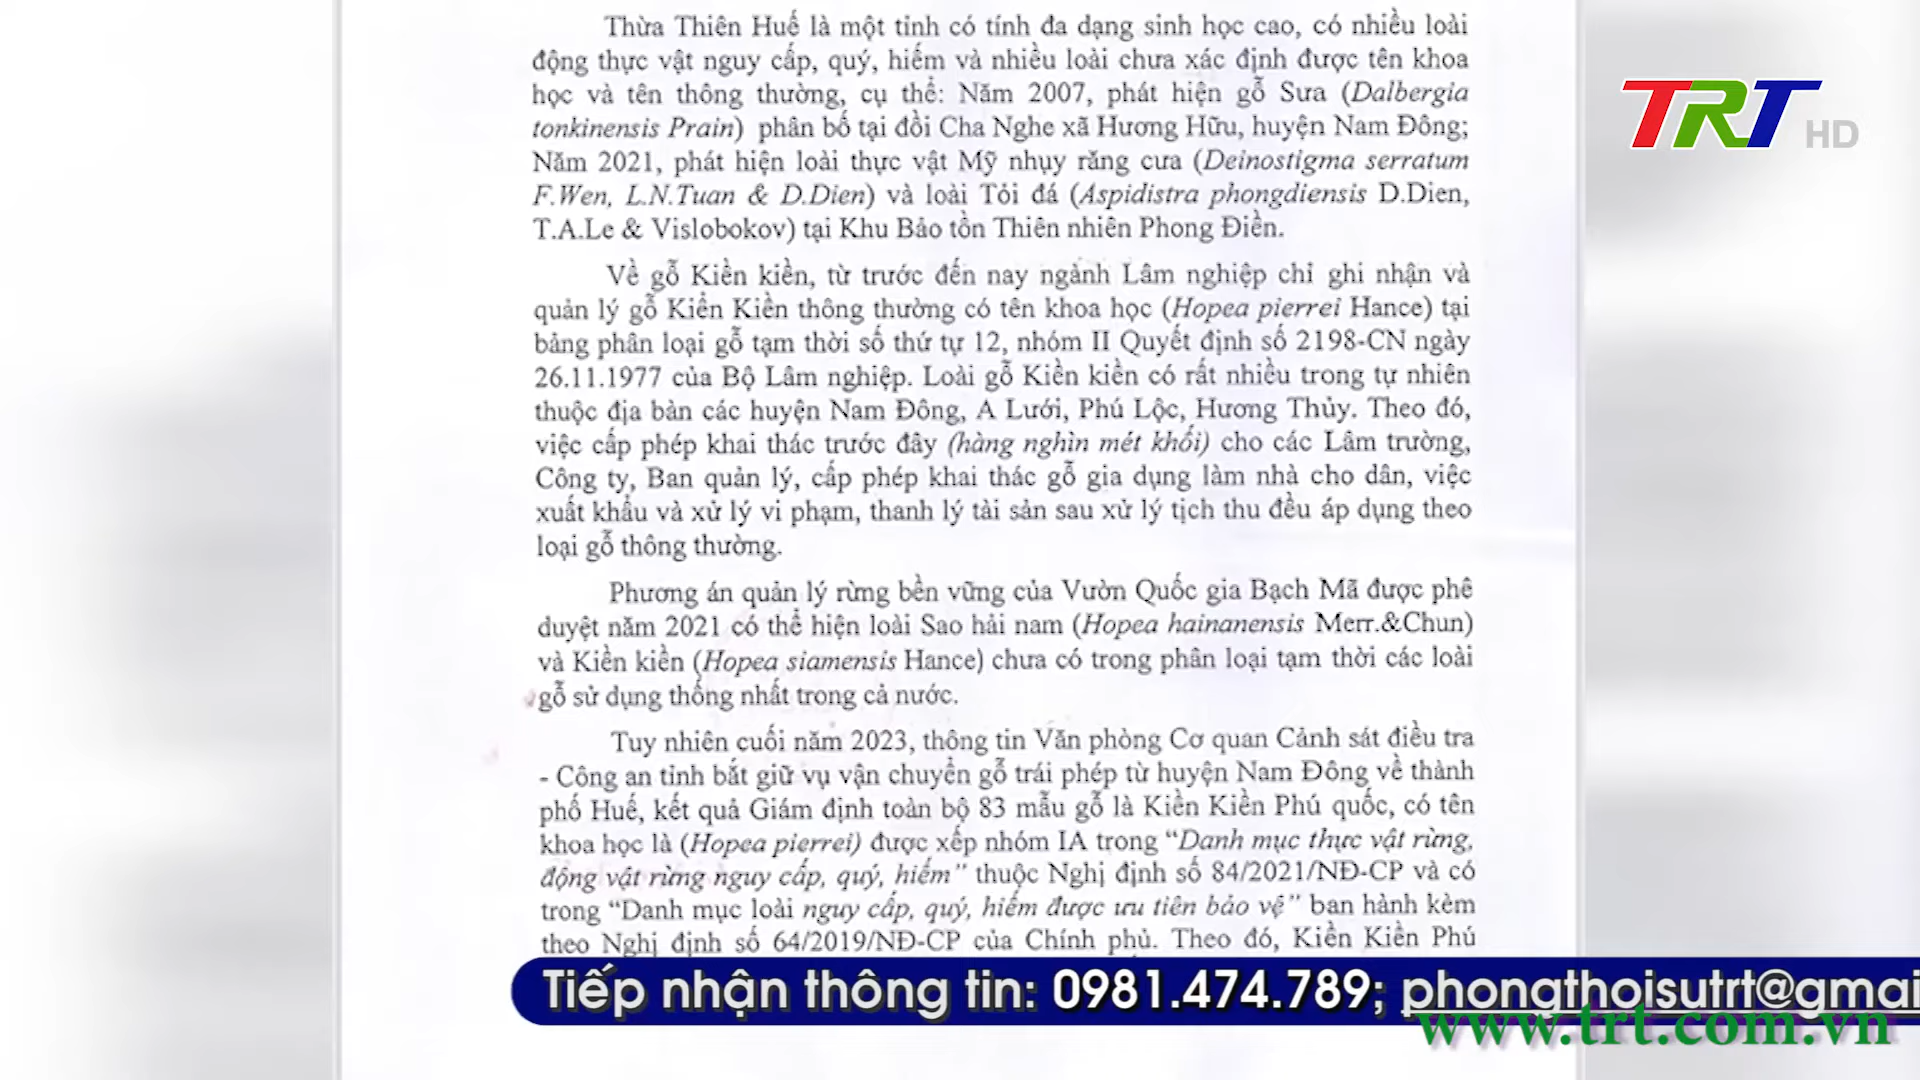 Thừa Thiên Huế là một tỉnh có tính đa dạng sinh học cao, có nhiều loài
động thực vật nguy cấp, quý, hiếm và nhiều loài chưa xác định được tên khoa
học và tên thông thường, cụ thể: Năm 2007, phát hiện gỗ Sưa (Dalbergia
tonkinensis Prain) phân bố tại đồi Cha Nghe xã Hương Hữu, huyện Nam Đông;
Năm 2021, phát hiện loài thực vật Mỹ nhụy răng cưa (Deinostigma serratum
F.Wen, L.N.Tuan & D.Dien) và loài Tỏi đá (Aspidistra phongdiensis D.Dien,
T.A.Le & Vislobokov) tại Khu Bảo tồn Thiên nhiên Phong Điền.
Về gỗ Kiền kiền, từ trước đến nay ngành Lâm nghiệp chỉ ghi nhận và
quản lý gỗ Kiền Kiền thông thường có tên khoa học (Hopea pierrei Hance) tại
bảng phân loại gỗ tạm thời số thứ tự 12, nhóm II Quyết định số 2198-CN ngày
26.11.1977 của Bộ Lâm nghiệp. Loài gỗ Kiền kiền có rất nhiều trong tự nhiên
thuộc địa bàn các huyện Nam Đông, A Lưới, Phú Lộc, Hương Thủy. Theo đó,
việc cấp phép khai thác trước đây (hàng nghìn mét khối) cho các Lâm trường,
Công ty, Ban quản lý, cấp phép khai thác gỗ gia dụng làm nhà cho dân, việc
xuất khẩu và xử lý vi phạm, thanh lý tài sản sau xử lý tịch thu đều áp dụng theo
loại gỗ thông thường.
Phương án quản lý rừng bền vững của Vườn Quốc gia Bạch Mã được phê
duyệt năm 2021 có thể hiện loài Sao hải nam (Hopea hainanensis Merr.&Chun)
và Kiền kiền (Hopea siamensis Hance) chưa có trong phân loại tạm thời các loài
gỗ sử dụng thống nhất trong cả nước.
Tuy nhiên cuối năm 2023, thông tin Văn phòng Cơ quan Cảnh sát điều tra
- Công an tỉnh bắt giữ vụ vận chuyển gỗ trái phép từ huyện Nam Đông về thành
phố Huế, kết quả Giám định toàn bộ 83 mẫu gỗ là Kiền Kiền Phú quốc, có tên
khoa học là (Hopea pierrei) được xếp nhóm IA trong “Danh mục thực vật rừng,
động vật rừng nguy cấp, quý, hiếm” thuộc Nghị định số 84/2021/NĐ-CP và có
trong “Danh mục loài nguy cấp, quý, hiếm được ưu tiên bảo vệ” ban hành kèm
theo Nghị định số 64/2019/NĐ-CP của Chính phủ. Theo đó, Kiền Kiền Phú
TRT HD
Tiếp nhận thông tin: 0981.474.789; phongthoisutrt@gmai
www.trt.com.vn